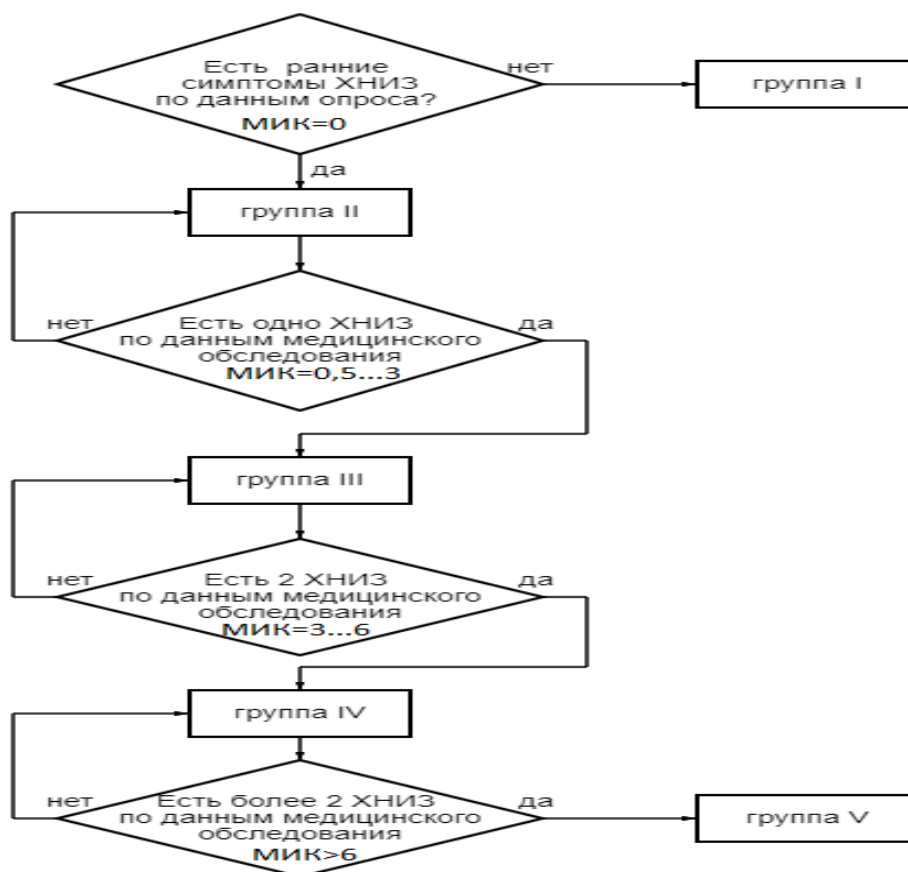 Есть ранние
симптомы ХНИЗ
по данным опроса?
МИК=0
нет
группа I
да
группа II
нет
Есть одно ХНИЗ
по данным медицинского
обследования
МИК=0,5...3
да
группа III
нет
Есть 2 ХНИЗ
по данным медицинского
обследования
МИК=3...6
да
группа IV
нет
Есть более 2 ХНИЗ
по данным медицинского
обследования
МИК>6
да
группа V